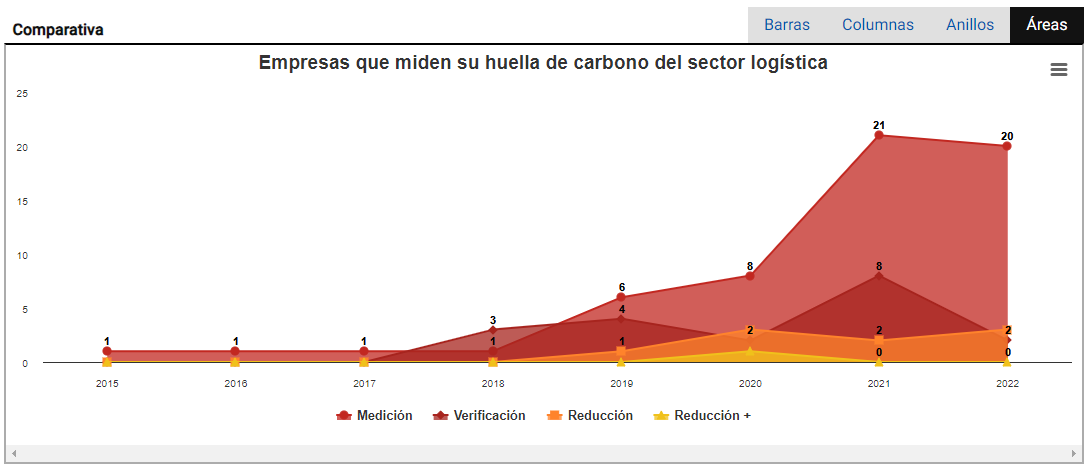 Comparativa
Barras Columnas Anillos Áreas
Empresas que miden su huella de carbono del sector logística
25
21
20
20
15
10
8 8
6
5
4
3
2 2 2
1 1 1 1 1
0 0 0
2015 2016 2017 2018 2019 2020 2021 2022
Medición Verificación Reducción Reducción +